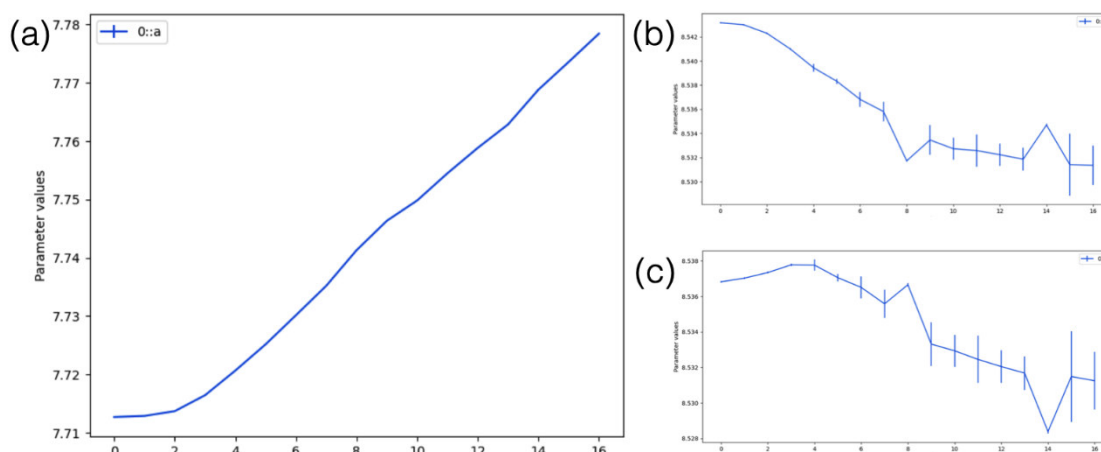 (a)
0::a
7.78
7.77
7.76
7.75
7.74
7.73
7.72
7.71
Parameter values
0 2 4 6 8 10 12 14 16
(b)
0
8.542
8.540
8.538
8.536
8.534
8.532
8.530
Parameter values
0 2 4 6 8 10 12 14 16
(c)
0
8.538
8.536
8.534
8.532
8.530
8.528
Parameter values
0 2 4 6 8 10 12 14 16